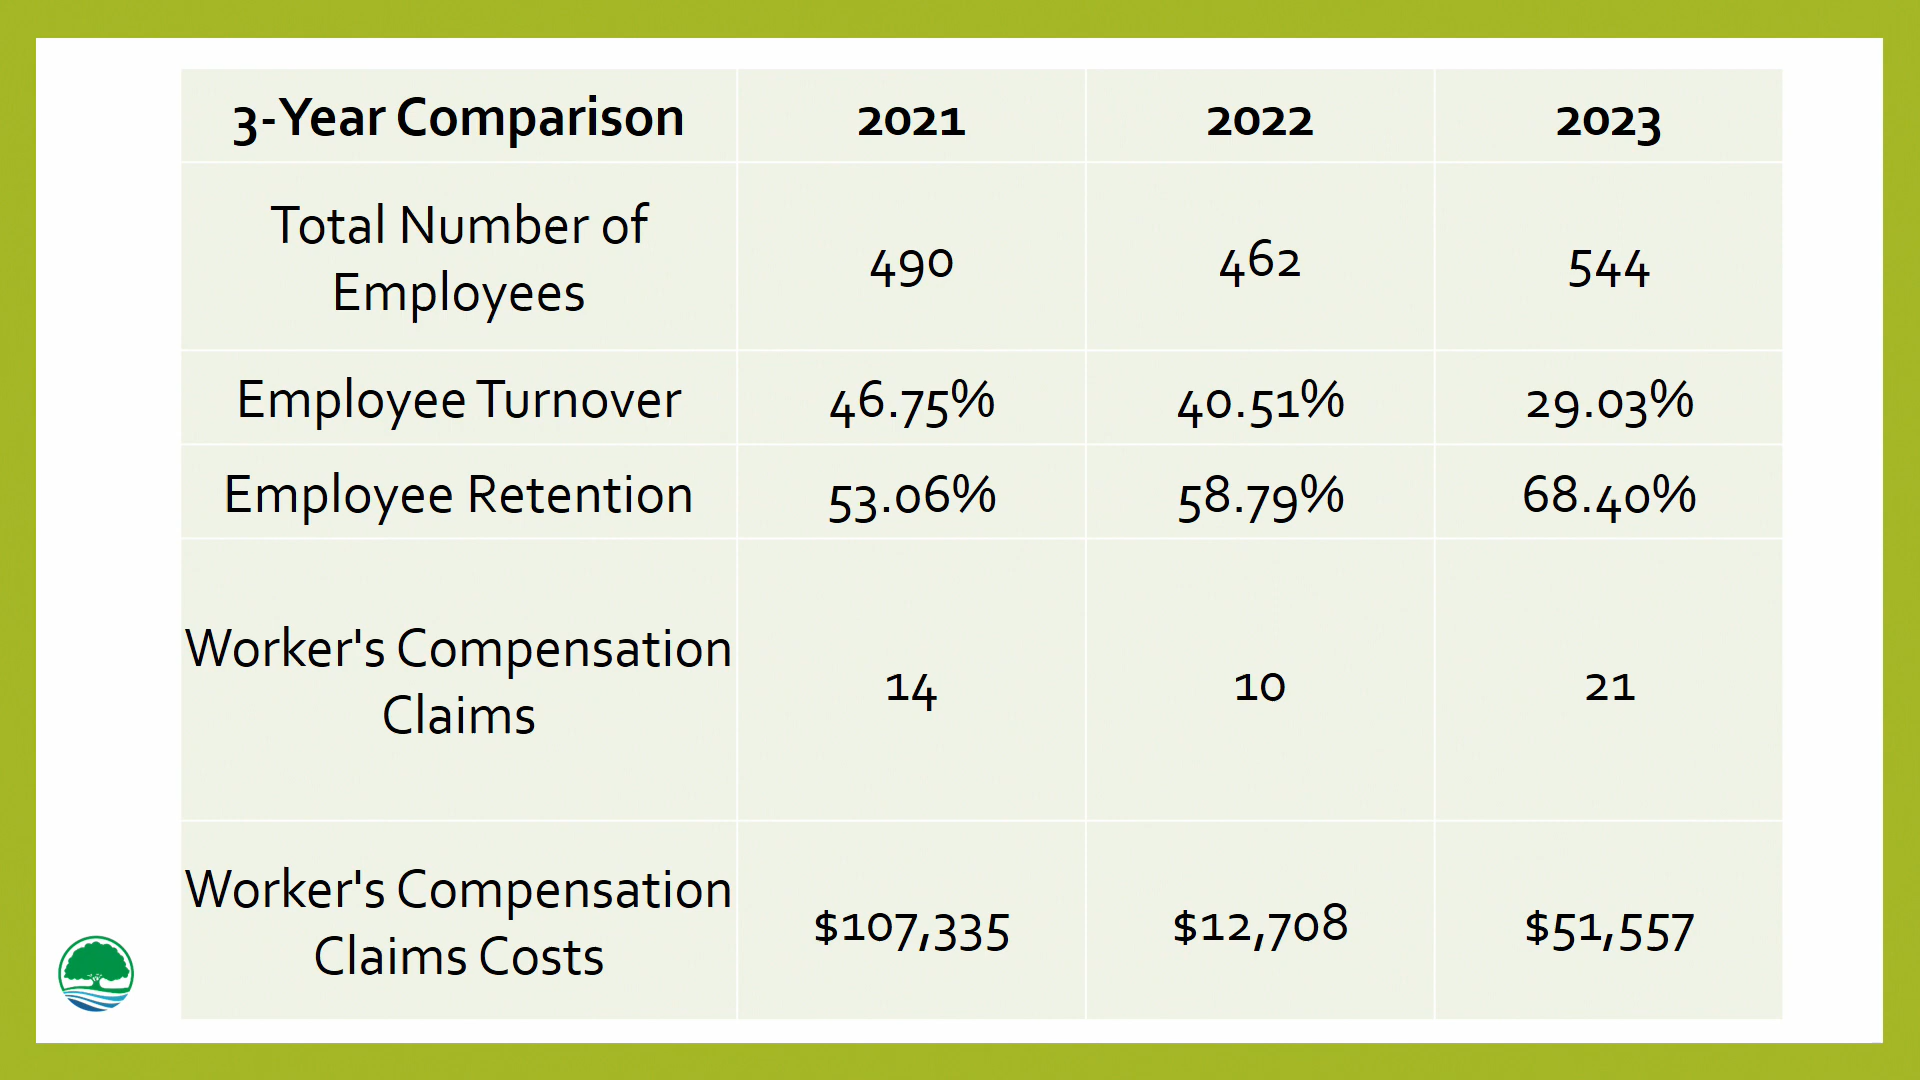 3-Year Comparison 2021 2022 2023
Total Number of
Employees 490 462 544
Employee Turnover 46.75% 40.51% 29.03%
Employee Retention 53.06% 58.79% 68.40%
Worker's Compensation
Claims 14 10 21
Worker's Compensation
Claims Costs $107,335 $12,708 $51,557